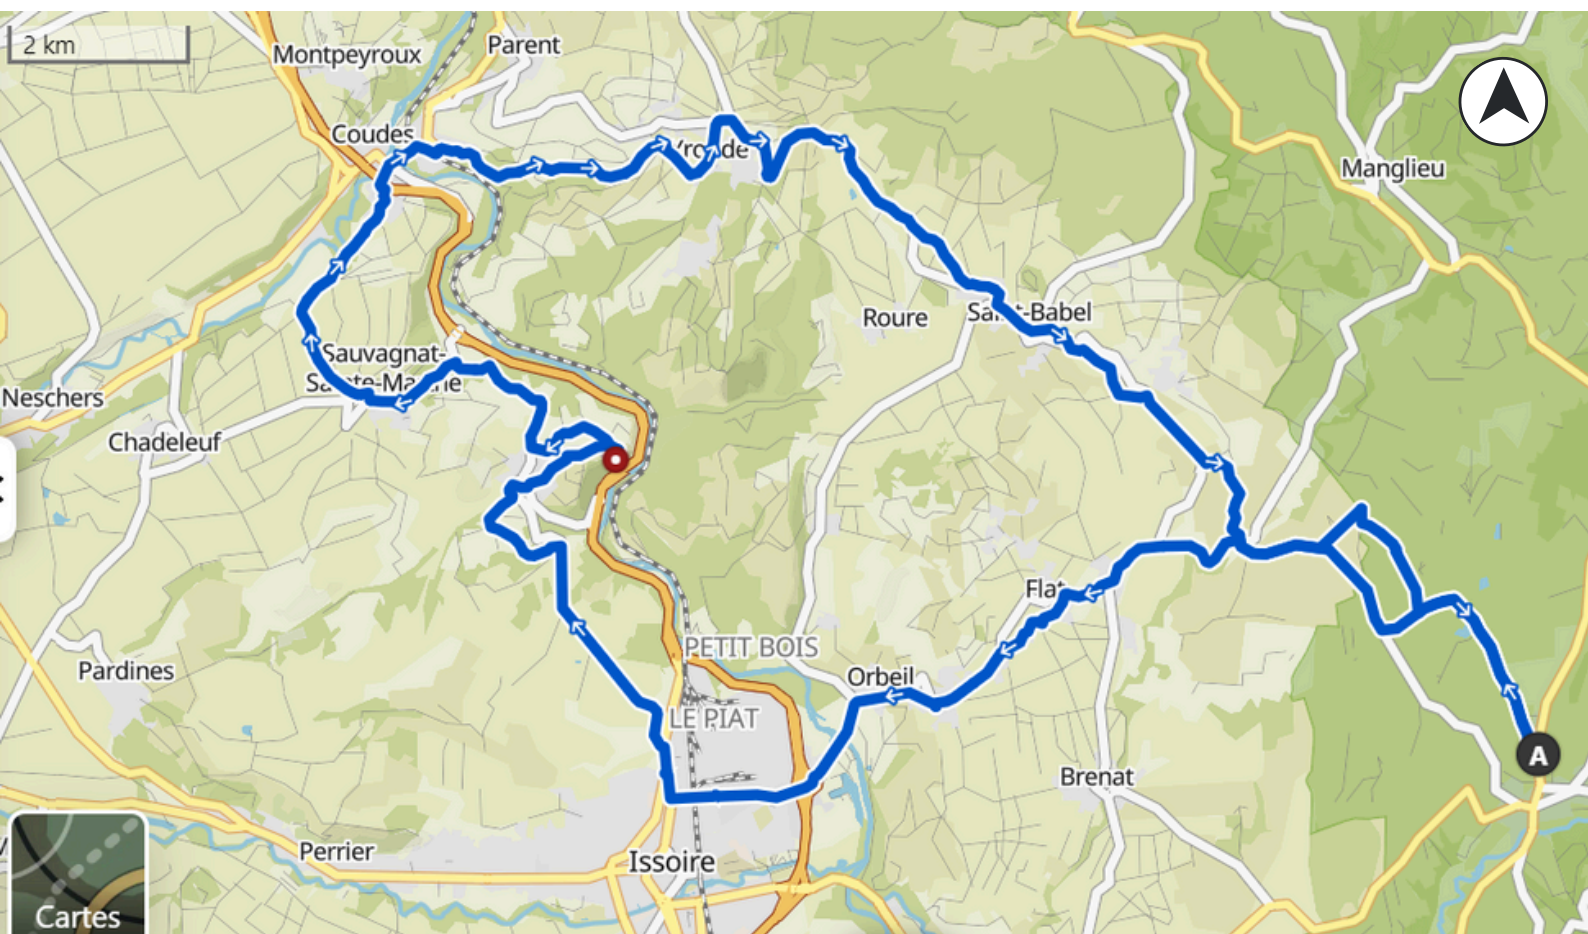 2 km
Montpeyroux
Parent
Coudes
Manglieu
Roure
Sauvagnat-
Neschers
Chadeleuf
Flat
PETIT BOIS
Pardines
Orbeil
LE PIAT
A
Brenat
Perrier
Issoire
Cartes